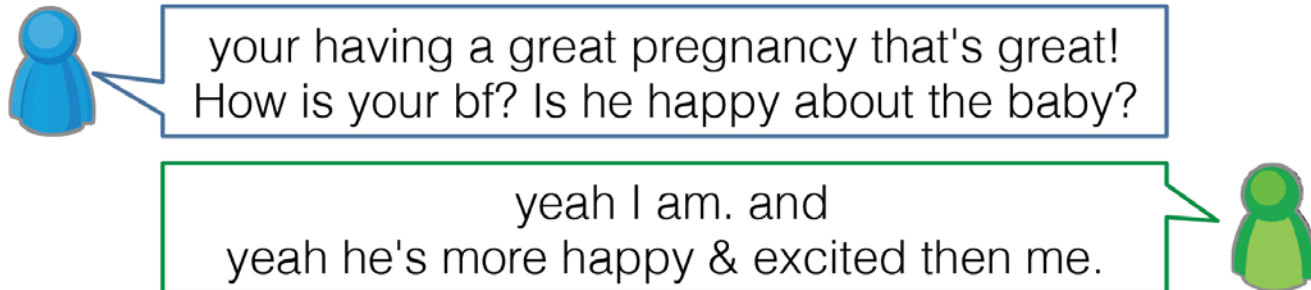 your having a great pregnancy that's great!
How is your bf? Is he happy about the baby?
yeah I am. and
yeah he's more happy & excited then me.